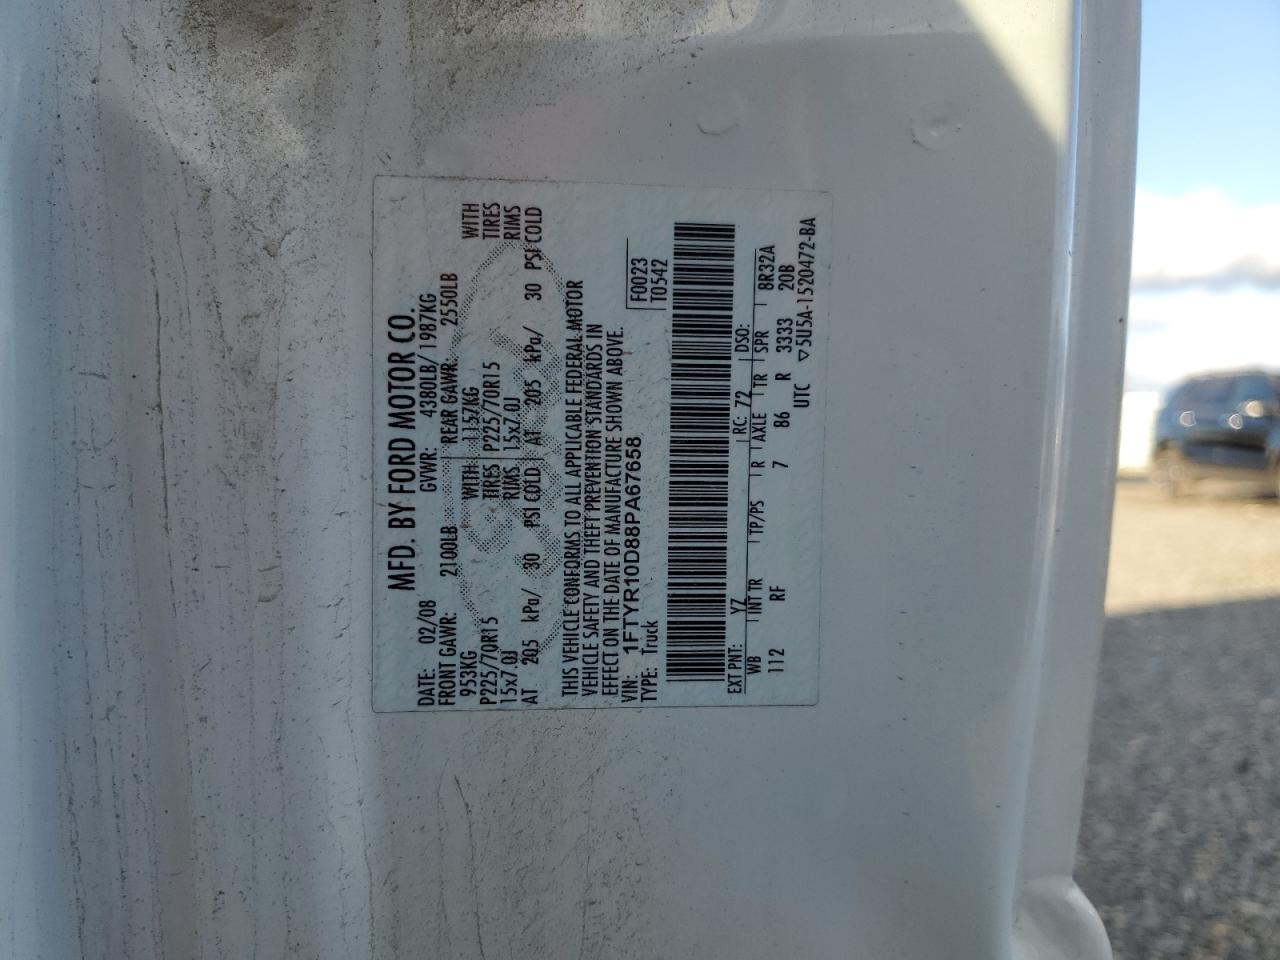 MFD. BY FORD MOTOR CO.
DATE: 02/08 GVWR: 4380LB/ 1987KG
FRONT GAWR: 2100LB REAR GAWR: 2550LB
953KG WITH 1157KG WITH
P225/70R15 TIRES P225/70R15 TIRES
15x7.0J RIMS 15x7.0J RIMS
AT 205 kPa/ 30 PSI COLD AT 205 kPa/ 30 PSI COLD
THIS VEHICLE CONFORMS TO ALL APPLICABLE FEDERAL MOTOR
VEHICLE SAFETY AND THEFT PREVENTION STANDARDS IN
EFFECT ON THE DATE OF MANUFACTURE SHOWN ABOVE.
VIN: 1FTYR10D88PA67658 F0023
TYPE: Truck T0542
EXT PNT: YZ RC: 72 DSO:
WB INT TR TP/PS R AXLE TR SPR 8R32A
112 RF 7 86 R 3333 20B
UTC ▽5U5A-1520472-BA